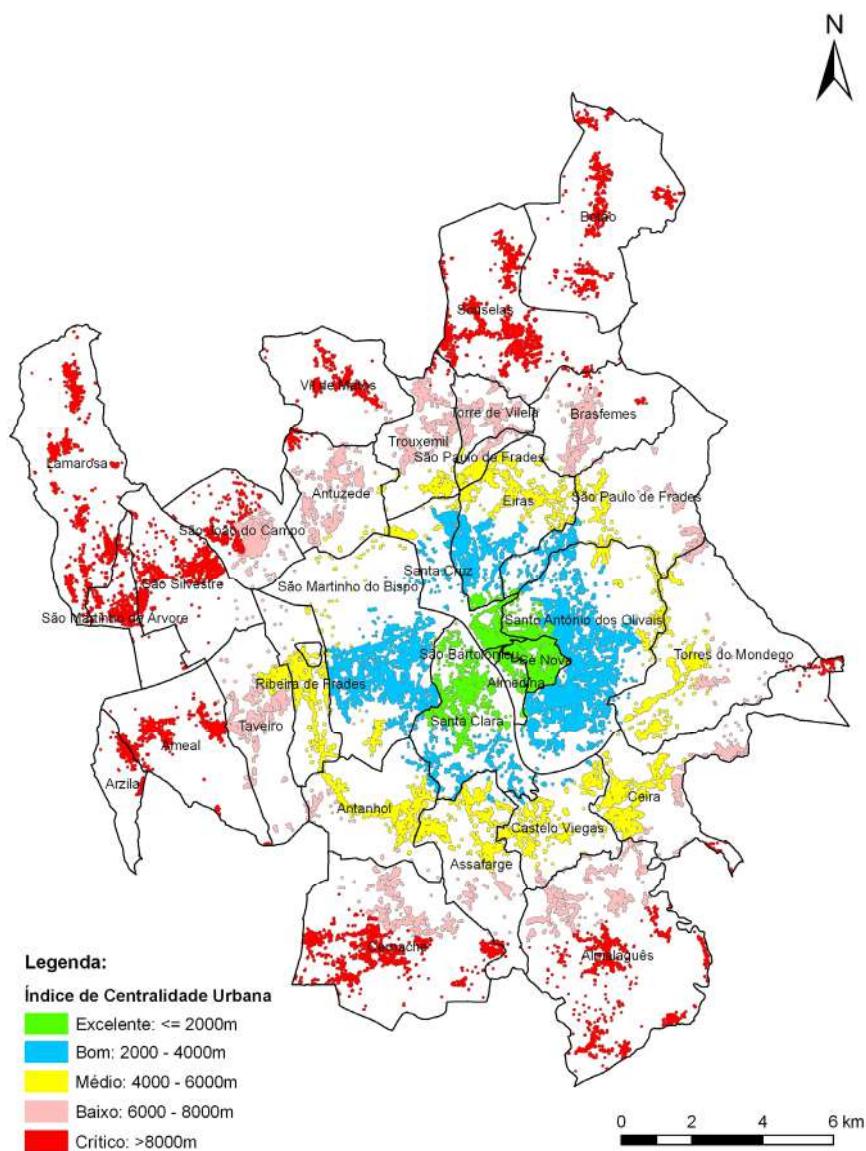 N
Botão
Souselas
Vil de Matos
Torre de Vilela
Brasfemes
Trouxemil
São Paulo de Frades
Lamarosa
Antuzede
Eiras
São Paulo de Frades
São João do Campo
Santa Cruz
São Silvestre
São Martinho do Bispo
São Martinho de Árvore
Santo António dos Olivais
São Bartolomeu
Sé Nova
Torres do Mondego
Ribeira de Frades
Almedina
Taveiro
Santa Clara
Ameal
Arzila
Antanhol
Ceira
Castelo Viegas
Assafarge
Cernache
Almalaguês
Legenda:
Índice de Centralidade Urbana
Excelente: <= 2000m
Bom: 2000 - 4000m
Médio: 4000 - 6000m
Baixo: 6000 - 8000m
Critico: >8000m
0 2 4 6 km